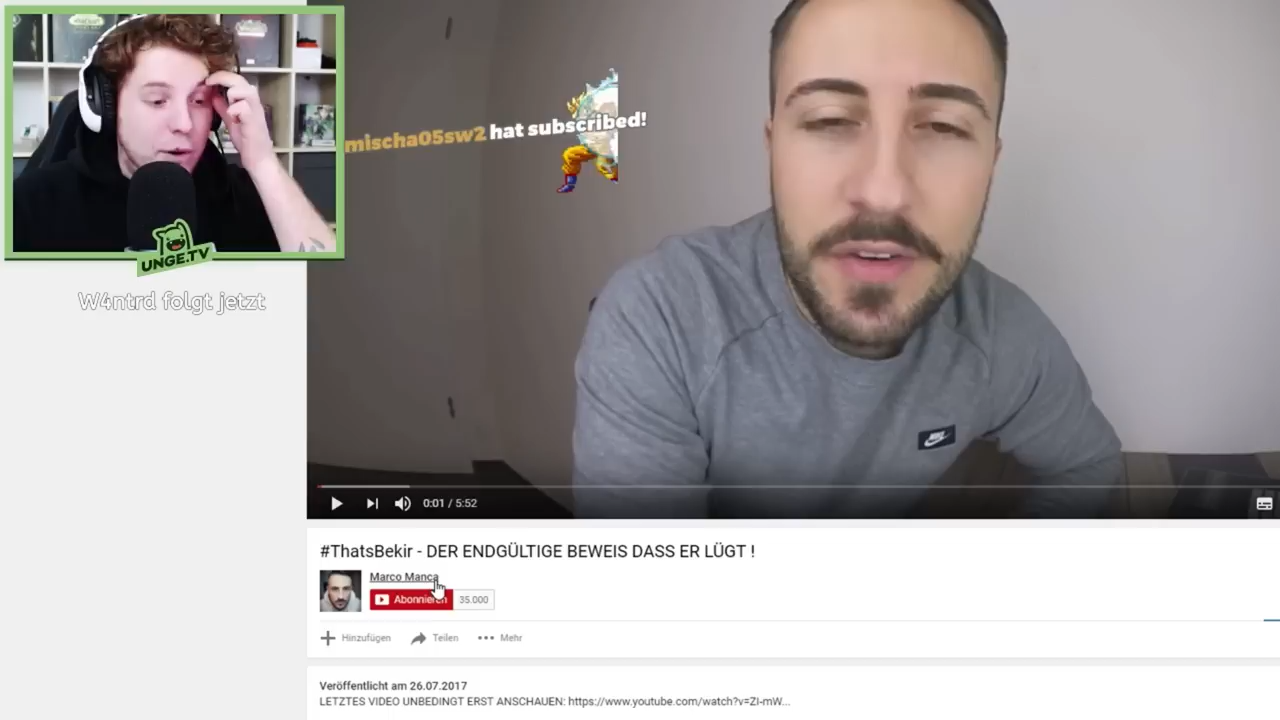 mischa05sw2 hat subscribed!
UNGE.TV
W4ntrd folgt jetzt
0:01 / 5:52
#ThatsBekir - DER ENDGÜLTIGE BEWEIS DASS ER LÜGT !
Marco Manca
Abonnieren 35.000
Hinzufügen Teilen Mehr
Veröffentlicht am 26.07.2017
LETZTES VIDEO UNBEDINGT ERST ANSCHAUEN: https://www.youtube.com/watch?v=ZI-mW...